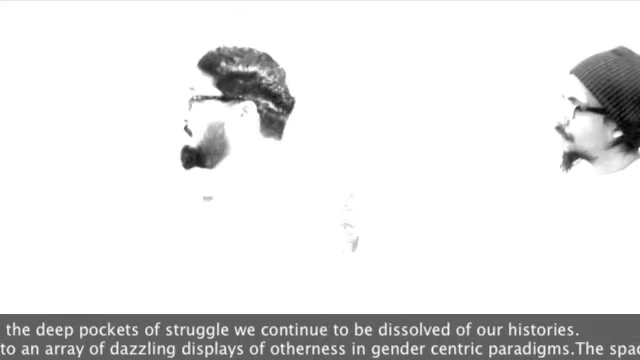 the deep pockets of struggle we continue to be dissolved of our histories.
to an array of dazzling displays of otherness in gender centric paradigms.The